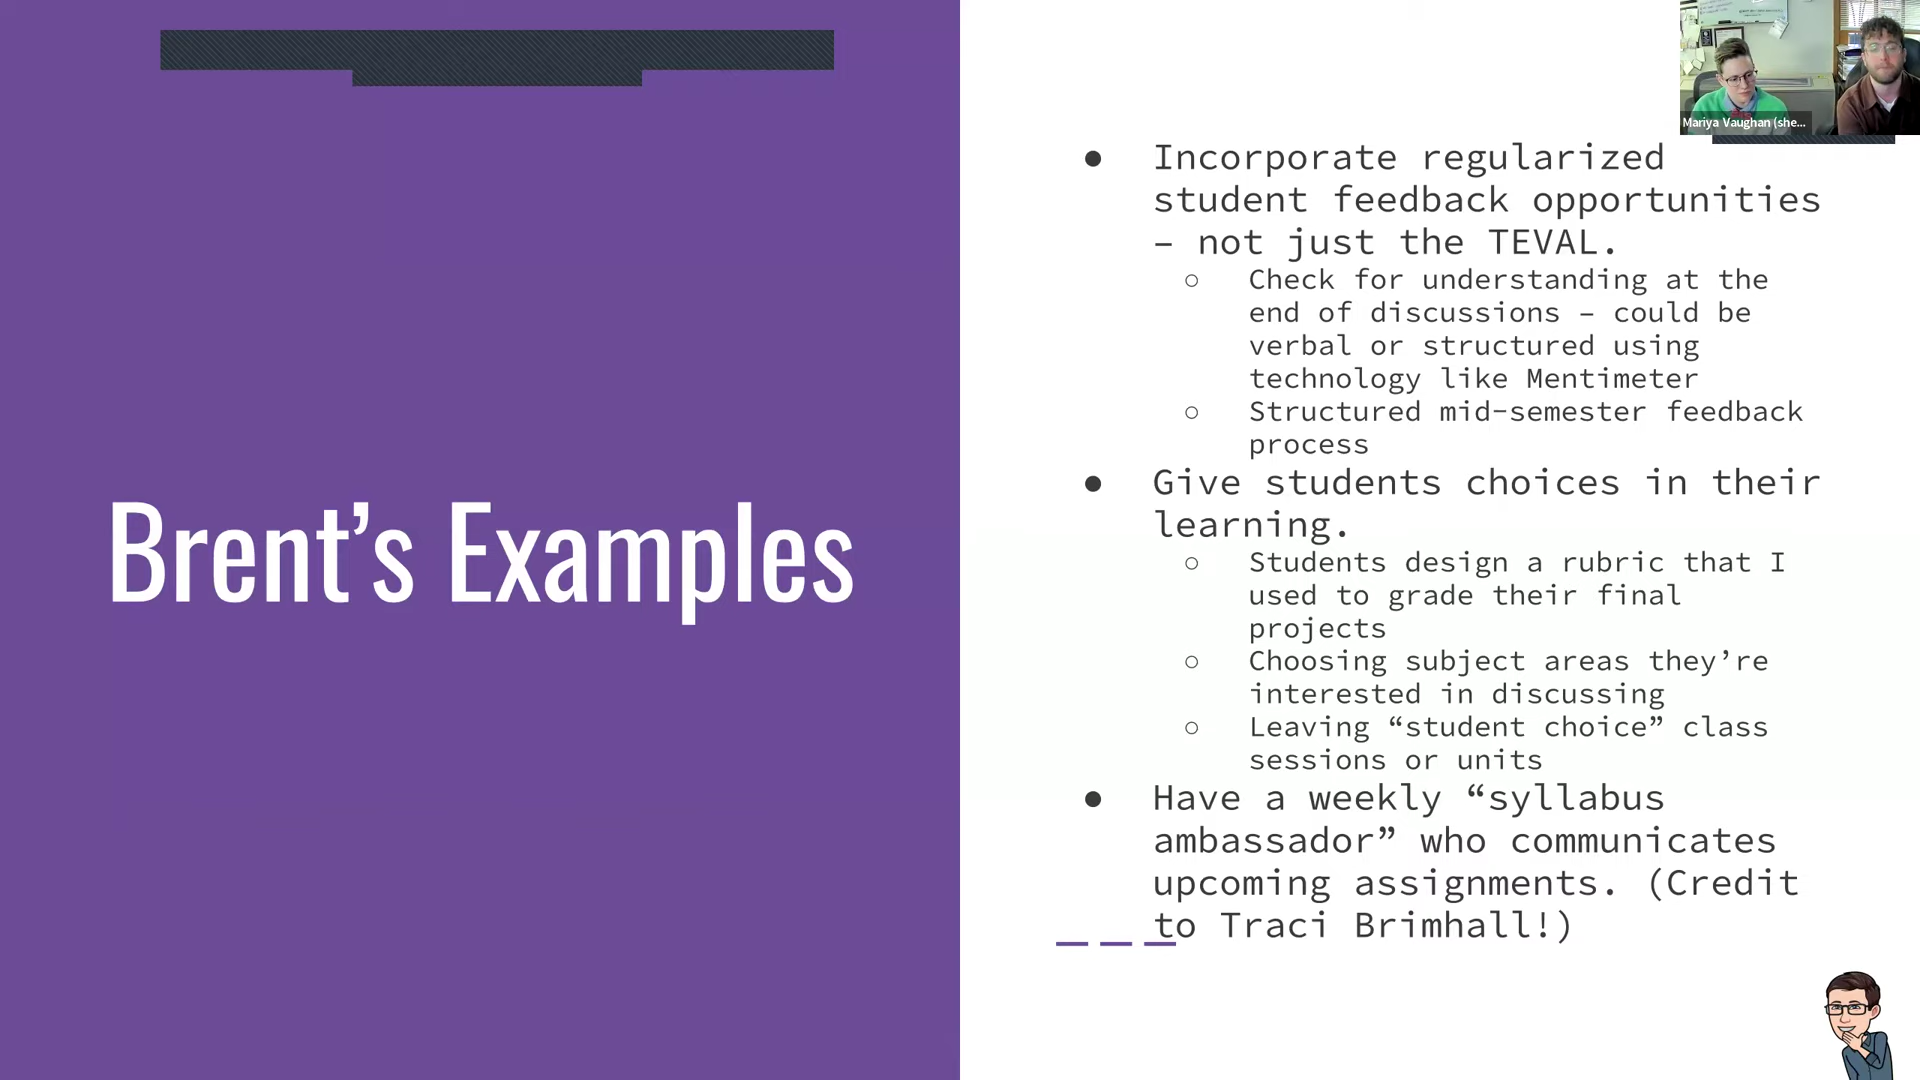 Brent’s Examples
● Incorporate regularized
student feedback opportunities
– not just the TEVAL.
○ Check for understanding at the
end of discussions – could be
verbal or structured using
technology like Mentimeter
○ Structured mid-semester feedback
process
● Give students choices in their
learning.
○ Students design a rubric that I
used to grade their final
projects
○ Choosing subject areas they’re
interested in discussing
○ Leaving “student choice” class
sessions or units
● Have a weekly “syllabus
ambassador” who communicates
upcoming assignments. (Credit
to Traci Brimhall!)
Mariya Vaughan (she...